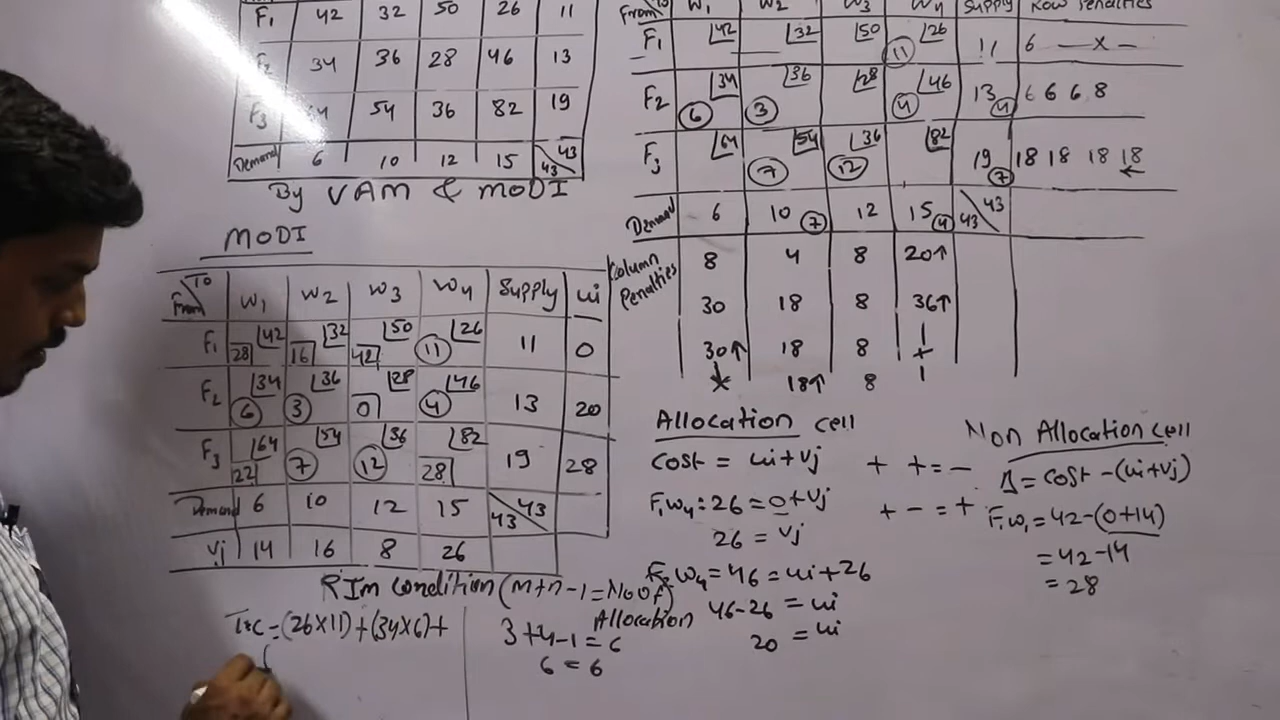 F1 42 32 50 26 11
F2 34 36 28 46 13
F3 54 36 82 19
Demand 6 10 12 15 43 43
By VAM & MODI
From To W1 W2 W3 W4 Supply Row Penalties
F1 42 32 50 26 11 11 6 — x —
F2 34 6 36 3 28 46 4 13 4 6 6 6 8
F3 64 54 7 36 12 82 19 7 18 18 18 18 ←
Demand 6 10 7 12 15 4 43 43
Column Penalties 8 4 8 20↑
30 18 8 36↑
30↑ 18 8
18↑ 8
MODI
From To W1 W2 W3 W4 Supply ui
F1 42 28 32 16 50 42 26 11 11 0
F2 34 6 36 3 28 0 46 4 13 20
F3 64 22 54 7 36 12 82 28 19 28
Demand 6 10 12 15 43 43
Vj 14 16 8 26
RIM condition (m+n-1 = No of Allocation)
3+4-1 = 6
6 = 6
T.C = (26×11)+(34×6)+
Allocation cell
Cost = ui+vj
F1W4: 26 = 0+vj
26 = vj
F2W4 = 46 = ui+26
46-26 = ui
20 = ui
+ + = -
+ - = +
Non Allocation cell
Δ = cost -(ui+vj)
F1W1 = 42-(0+14)
= 42-14
= 28